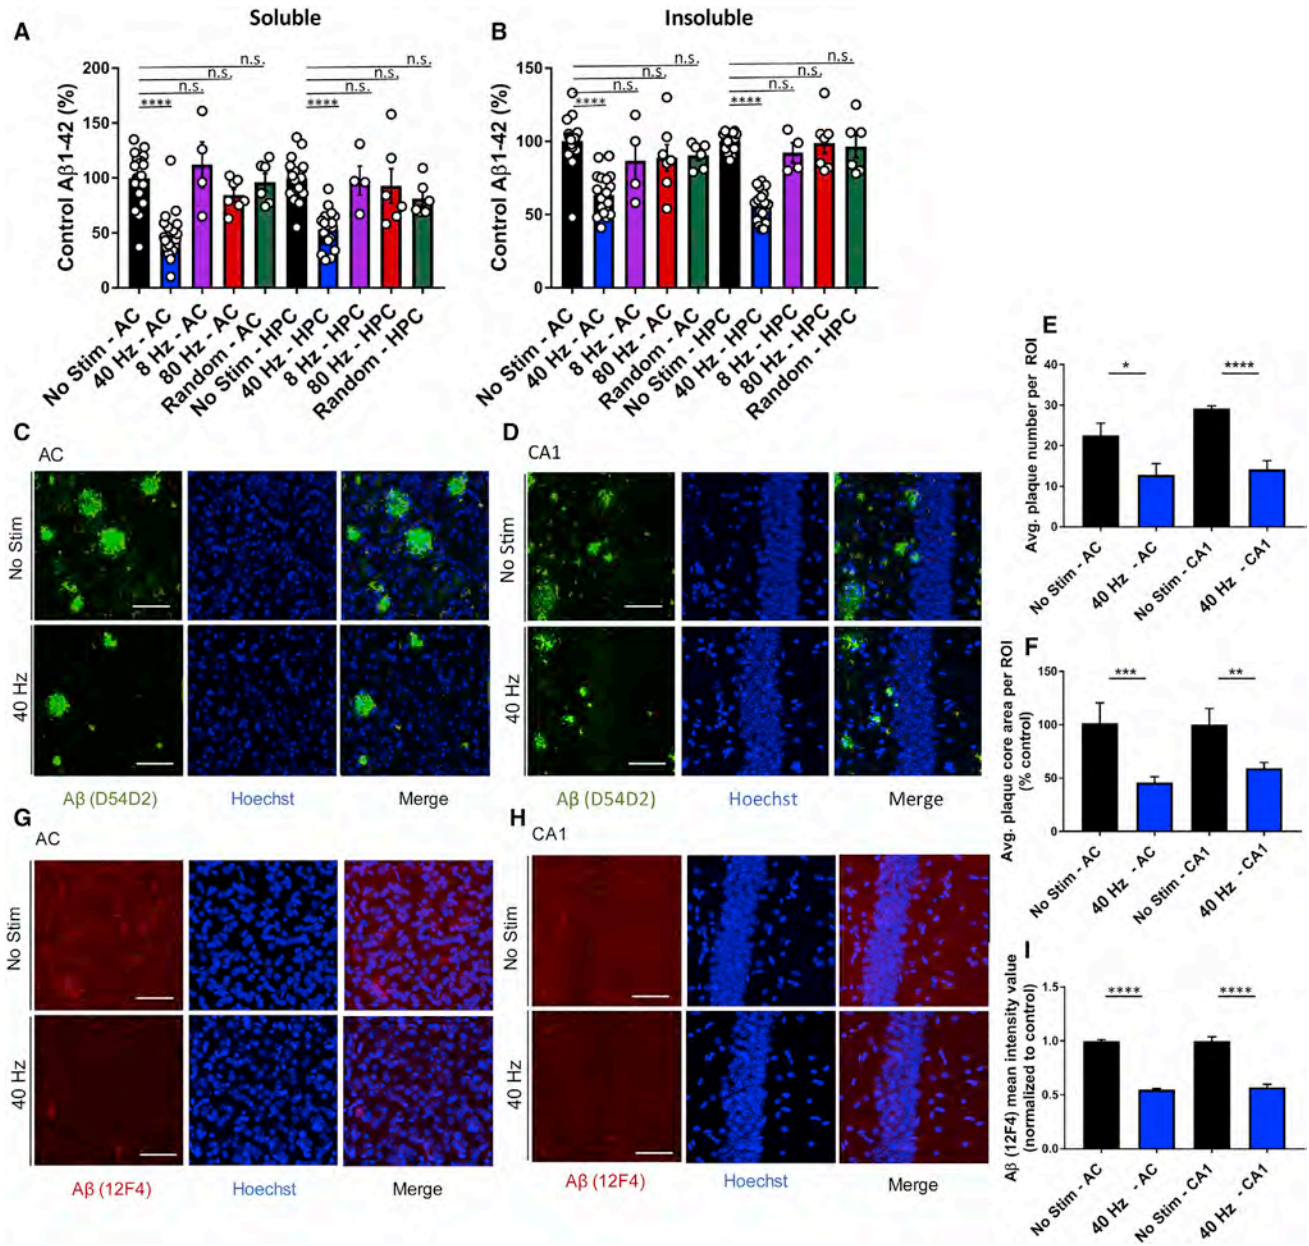 Soluble
Insoluble
A
Control Aβ1-42 (%)
200
150
100
50
0
n.s.
n.s.
n.s.
****
n.s.
n.s.
n.s.
****
No Stim - AC
40 Hz - AC
8 Hz - AC
80 Hz - AC
Random - AC
No Stim - HPC
40 Hz - HPC
8 Hz - HPC
80 Hz - HPC
Random - HPC
B
Control Aβ1-42 (%)
150
100
50
0
n.s.
n.s.
n.s.
****
n.s.
n.s.
n.s.
****
No Stim - AC
40 Hz - AC
8 Hz - AC
80 Hz - AC
Random - AC
No Stim - HPC
40 Hz - HPC
8 Hz - HPC
80 Hz - HPC
Random - HPC
C
AC
No Stim
40 Hz
Aβ (D54D2)
Hoechst
Merge
D
CA1
Aβ (D54D2)
Hoechst
Merge
E
Avg. plaque number per ROI
40
30
20
10
0
*
****
No Stim - AC
40 Hz - AC
No Stim - CA1
40 Hz - CA1
F
Avg. plaque core area per ROI
(% control)
150
100
50
0
***
**
No Stim - AC
40 Hz - AC
No Stim - CA1
40 Hz - CA1
G
AC
No Stim
40 Hz
Aβ (12F4)
Hoechst
Merge
H
CA1
Aβ (12F4)
Hoechst
Merge
I
Aβ (12F4) mean intensity value
(normalized to control)
1.5
1.0
0.5
0.0
****
****
No Stim - AC
40 Hz - AC
No Stim - CA1
40 Hz - CA1